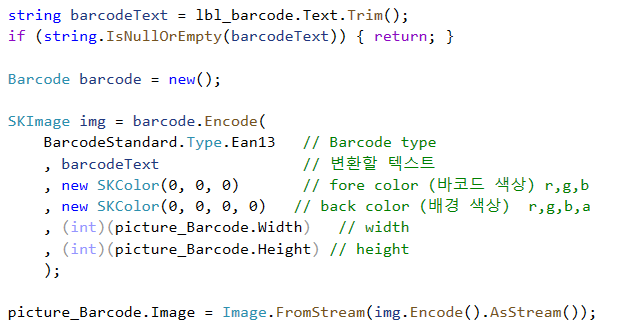 string barcodeText = lbl_barcode.Text.Trim();
if (string.IsNullOrEmpty(barcodeText)) { return; }
Barcode barcode = new();
SKImage img = barcode.Encode(
BarcodeStandard.Type.Ean13 // Barcode type
, barcodeText // 변환할 텍스트
, new SKColor(0, 0, 0) // fore color (바코드 색상) r,g,b
, new SKColor(0, 0, 0, 0) // back color (배경 색상) r,g,b,a
, (int)(picture_Barcode.Width) // width
, (int)(picture_Barcode.Height) // height
);
picture_Barcode.Image = Image.FromStream(img.Encode().AsStream());